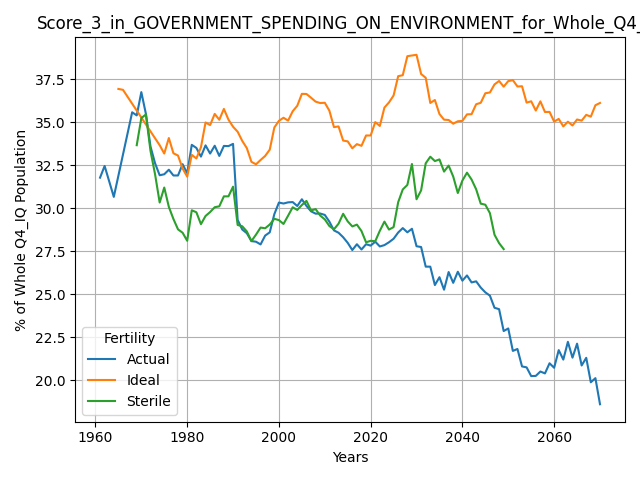 Score_3_in_GOVERNMENT_SPENDING_ON_ENVIRONMENT_for_Whole_Q4_
% of Whole Q4_IQ Population
37.5
35.0
32.5
30.0
27.5
25.0
22.5
20.0
Fertility
Actual
Ideal
Sterile
1960 1980 2000 2020 2040 2060
Years